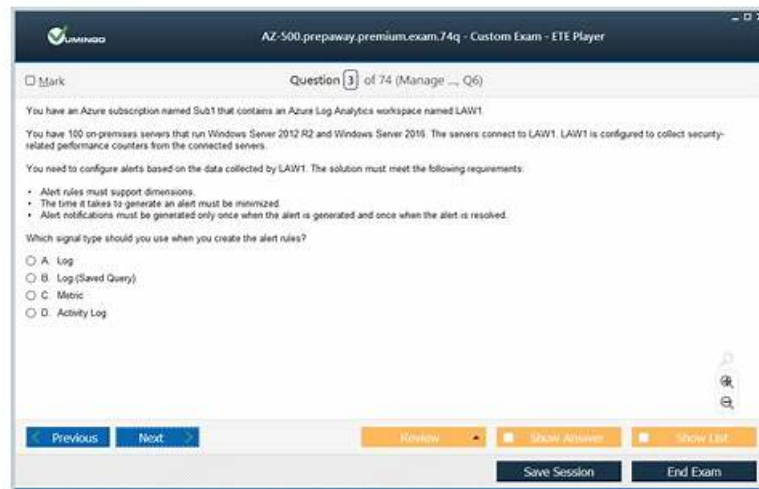 VUMINGO
AZ-500.prepaway.premium.exam.74q - Custom Exam - ETE Player
Mark
Question 3 of 74 (Manage ..., Q6)
You have an Azure subscription named Sub1 that contains an Azure Log Analytics workspace named LAW1.
You have 100 on-premises servers that run Windows Server 2012 R2 and Windows Server 2016. The servers connect to LAW1. LAW1 is configured to collect security-
related performance counters from the connected servers.
You need to configure alerts based on the data collected by LAW1. The solution must meet the following requirements:
• Alert rules must support dimensions.
• The time it takes to generate an alert must be minimized.
• Alert notifications must be generated only once when the alert is generated and once when the alert is resolved.
Which signal type should you use when you create the alert rules?
A. Log
B. Log (Saved Query)
C. Metric
D. Activity Log
Previous Next Review Show Answer Show List
Save Session End Exam